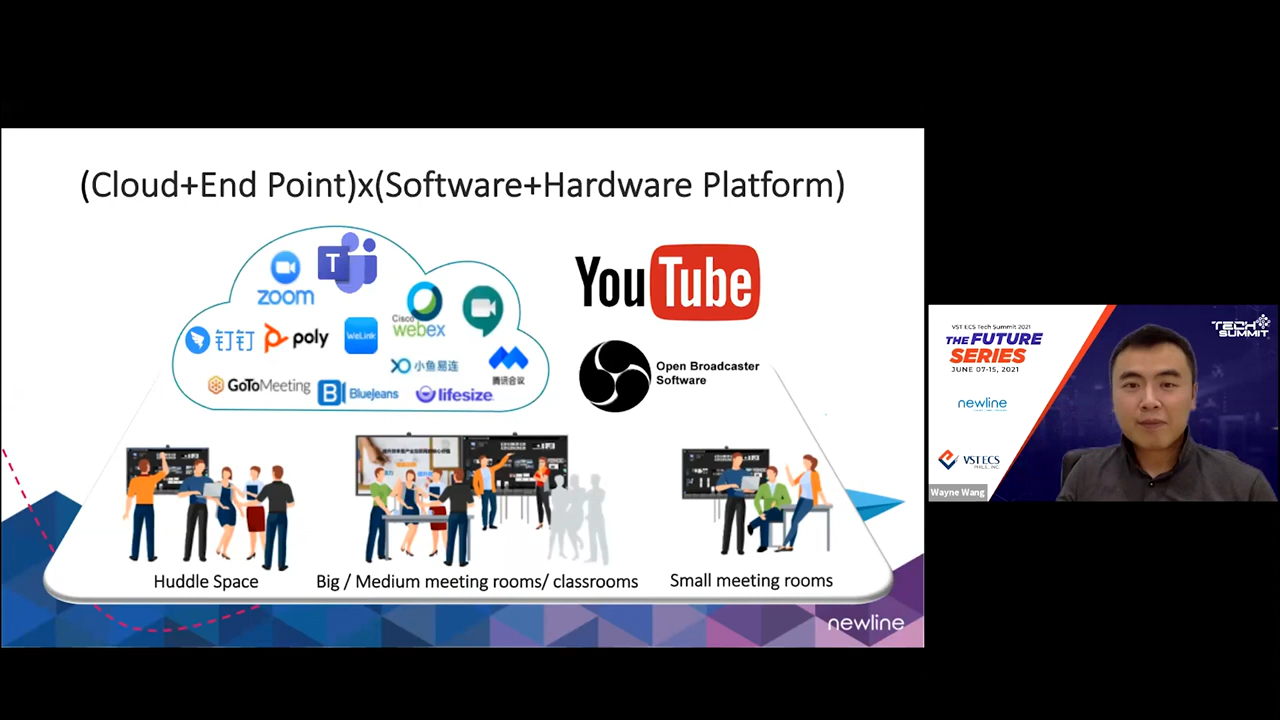 (Cloud+End Point)x(Software+Hardware Platform)
T
zoom
YouTube
Cisco
webex
钉钉
poly
WeLink
小鱼易连
腾讯会议
GoToMeeting
B
BlueJeans
lifesize
Open Broadcaster
Software
Huddle Space
Big / Medium meeting rooms/ classrooms
Small meeting rooms
newline
VST ECS Tech Summit 2021
THE FUTURE
SERIES
JUNE 07-15, 2021
newline
VSTECS
PHILS. INC.
TECH
SUMMIT
Wayne Wang